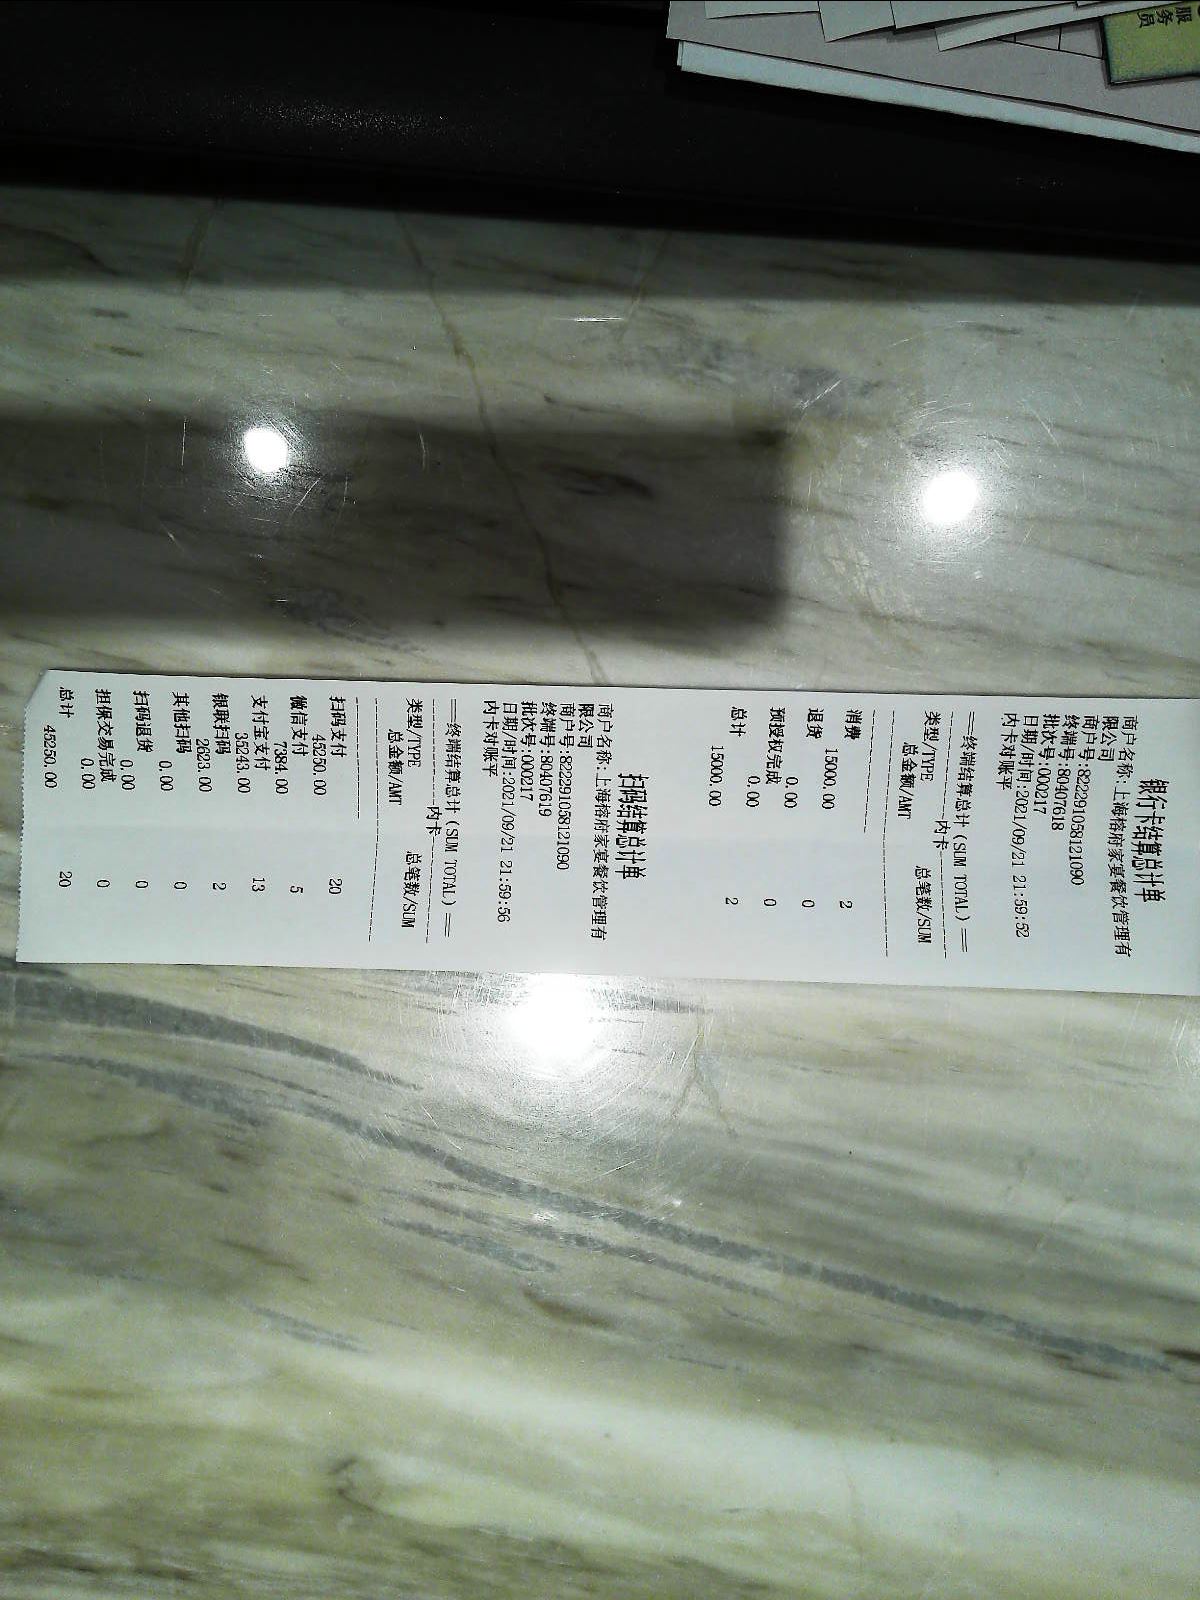 服务员
银行卡结算总计单
商户名称:上海榕府家宴餐饮管理有
限公司
商户号:822291058121090
终端号:80407618
批次号:000217
日期/时间:2021/09/21 21:59:52
内卡对账平
==终端结算总计(SUM TOTAL)==
内卡
类型/TYPE 总笔数/SUM
总金额/AMT
消费 2
15000.00
退货 0
0.00
预授权完成 0
0.00
总计 2
15000.00
扫码结算总计单
商户名称:上海榕府家宴餐饮管理有
限公司
商户号:822291058121090
终端号:80407619
批次号:000217
日期/时间:2021/09/21 21:59:56
内卡对账平
==终端结算总计(SUM TOTAL)==
内卡
类型/TYPE 总笔数/SUM
总金额/AMT
扫码支付 20
45250.00
微信支付 5
7384.00
支付宝支付 13
35243.00
银联扫码 2
2623.00
其他扫码 0
0.00
扫码退货 0
0.00
担保交易完成 0
0.00
总计 20
45250.00